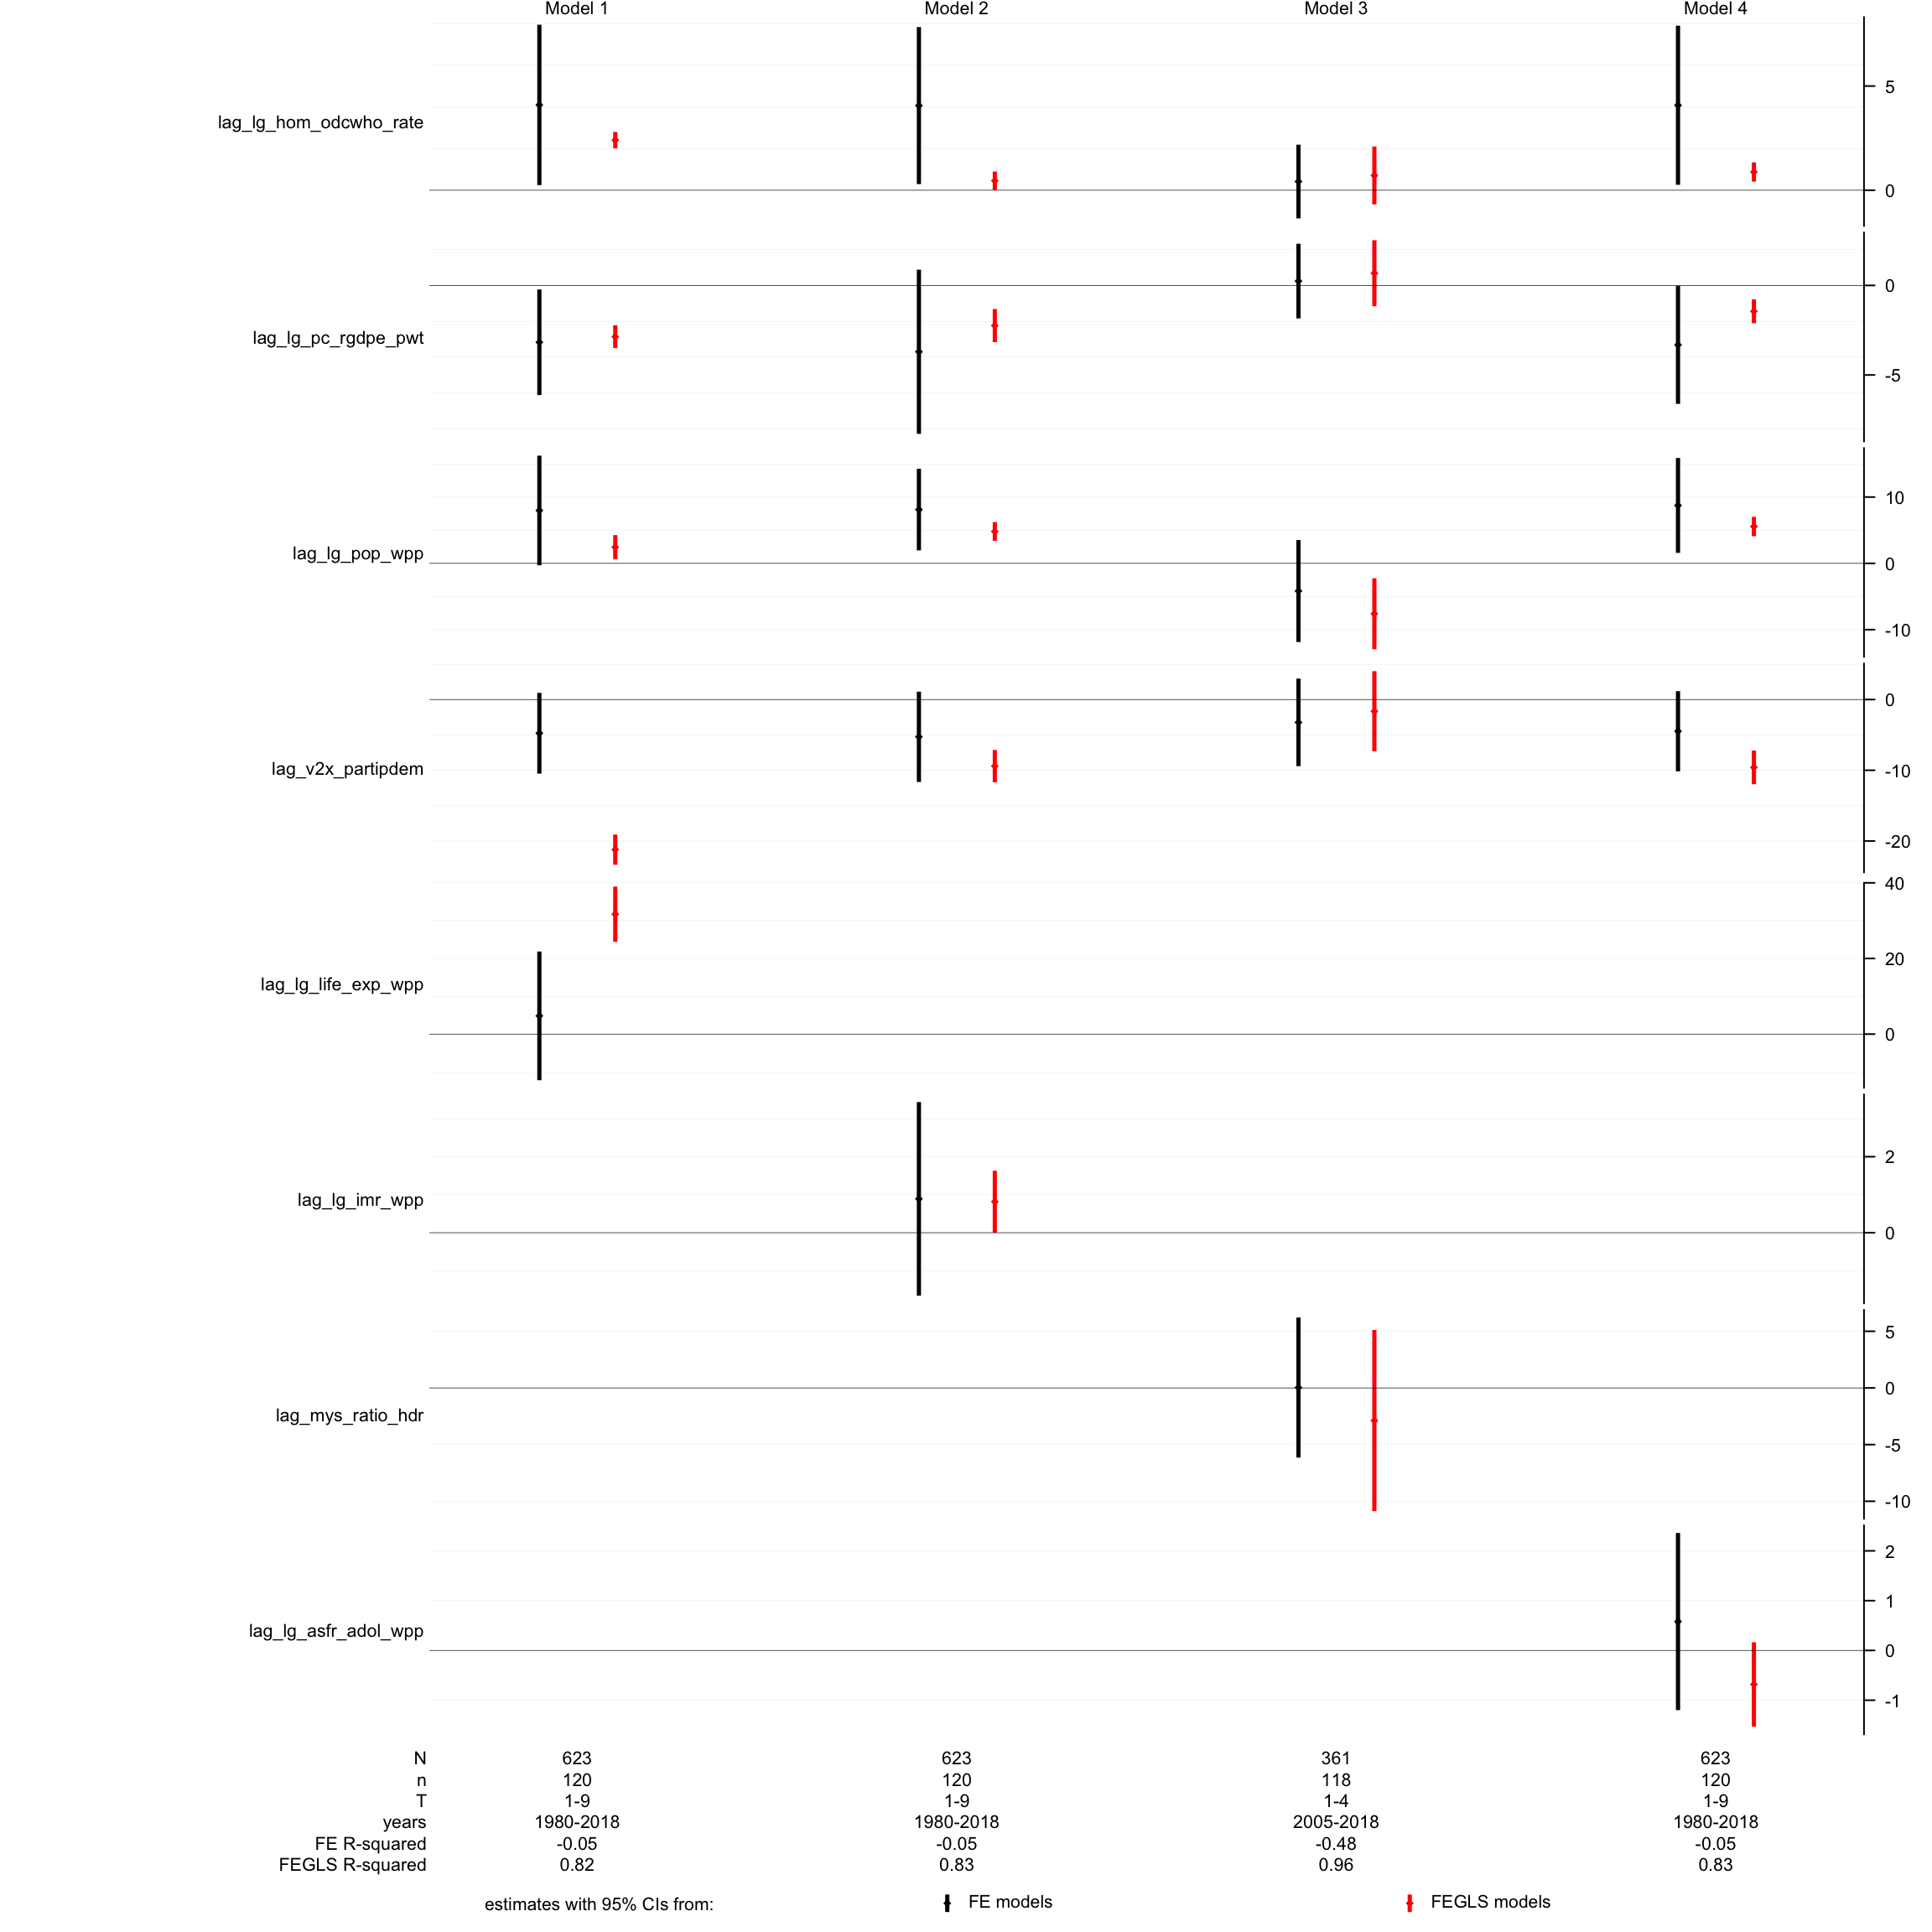 Model 1 Model 2 Model 3 Model 4
lag_lg_hom_odcwho_rate
5
0
lag_lg_pc_rgdpe_pwt
0
-5
lag_lg_pop_wpp
10
0
-10
lag_v2x_partipdem
0
-10
-20
lag_lg_life_exp_wpp
40
20
0
lag_lg_imr_wpp
2
0
lag_mys_ratio_hdr
5
0
-5
-10
lag_lg_asfr_adol_wpp
2
1
0
-1
N 623 623 361 623
n 120 120 118 120
T 1-9 1-9 1-4 1-9
years 1980-2018 1980-2018 2005-2018 1980-2018
FE R-squared -0.05 -0.05 -0.48 -0.05
FEGLS R-squared 0.82 0.83 0.96 0.83
estimates with 95% CIs from: FE models FEGLS models